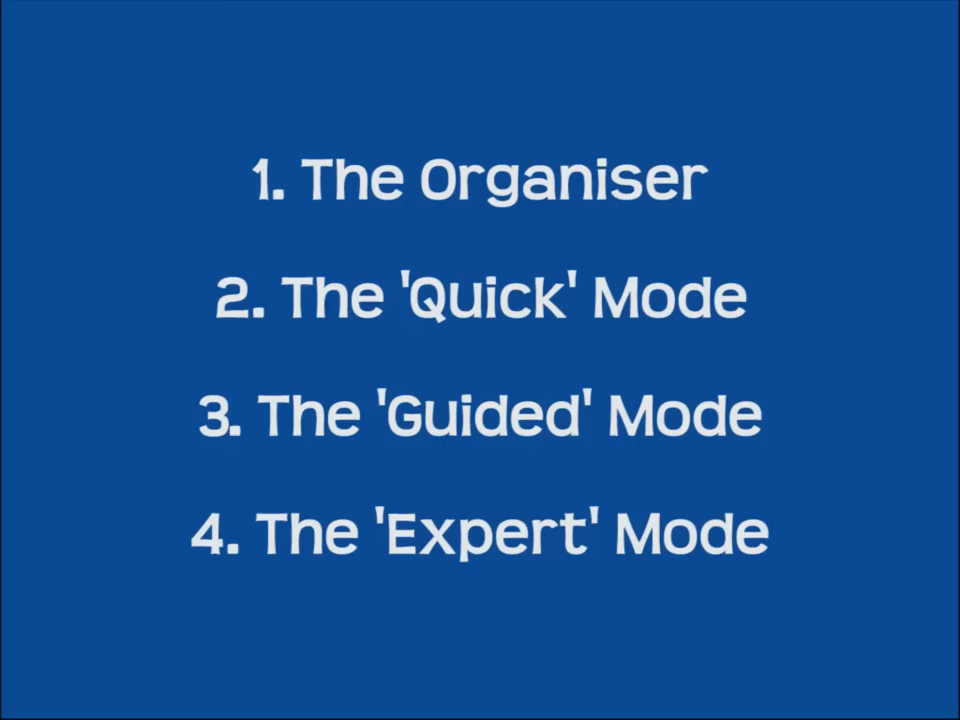 1. The Organiser
2. The 'Quick' Mode
3. The 'Guided' Mode
4. The 'Expert' Mode